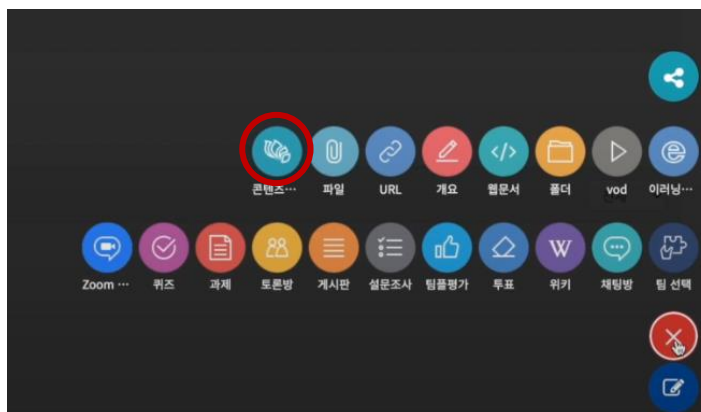 콘텐츠··· 파일 URL 개요 웹문서 폴더 vod 이러닝···
Zoom ··· 퀴즈 과제 토론방 게시판 설문조사 팀플평가 투표 위키 채팅방 팀 선택